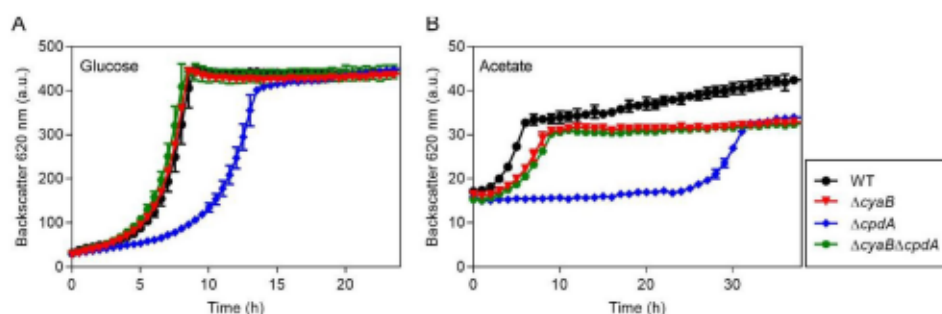 A
B
Glucose
Acetate
Backscatter 620 nm (a.u.)
500
400
300
200
100
0
0 5 10 15 20
Time (h)
Backscatter 620 nm (a.u.)
50
40
30
20
10
0
0 10 20 30
Time (h)
WT
ΔcyaB
ΔcpdA
ΔcyaBΔcpdA